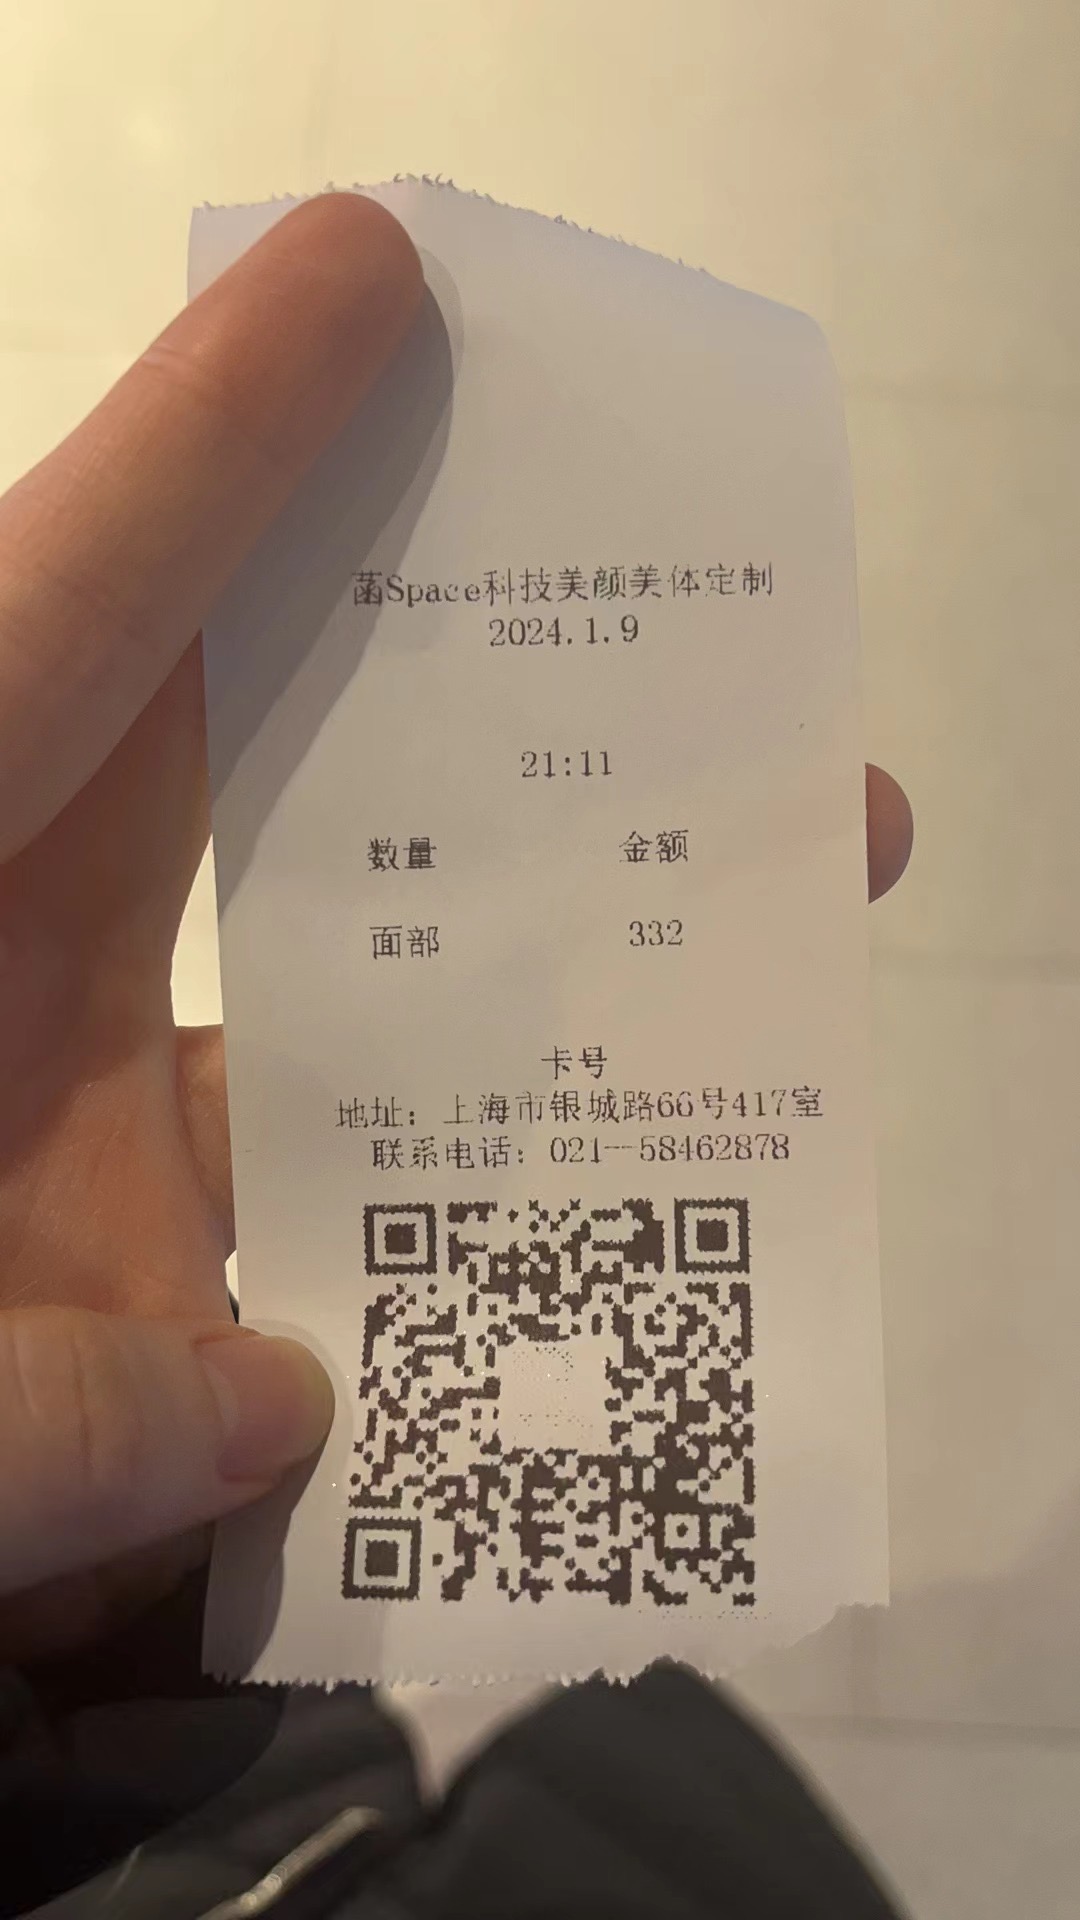 菡Space科技美颜美体定制
2024.1.9
21:11
数量 金额
面部 332
卡号
地址：上海市银城路66号417室
联系电话：021--58462878